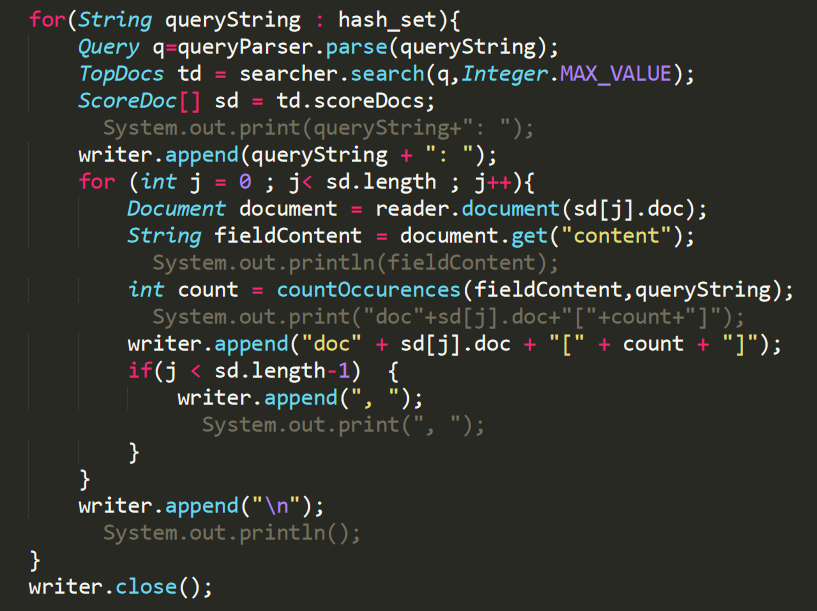 for(String queryString : hash_set){
    Query q=queryParser.parse(queryString);
    TopDocs td = searcher.search(q,Integer.MAX_VALUE);
    ScoreDoc[] sd = td.scoreDocs;
      System.out.print(queryString+": ");
    writer.append(queryString + ": ");
    for (int j = 0 ; j< sd.length ; j++){
        Document document = reader.document(sd[j].doc);
        String fieldContent = document.get("content");
          System.out.println(fieldContent);
        int count = countOccurences(fieldContent,queryString);
          System.out.print("doc"+sd[j].doc+"["+count+"]");
        writer.append("doc" + sd[j].doc + "[" + count + "]");
        if(j < sd.length-1)  {
            writer.append(", ");
              System.out.print(", ");
        }
    }
    writer.append("\n");
      System.out.println();
}
writer.close();